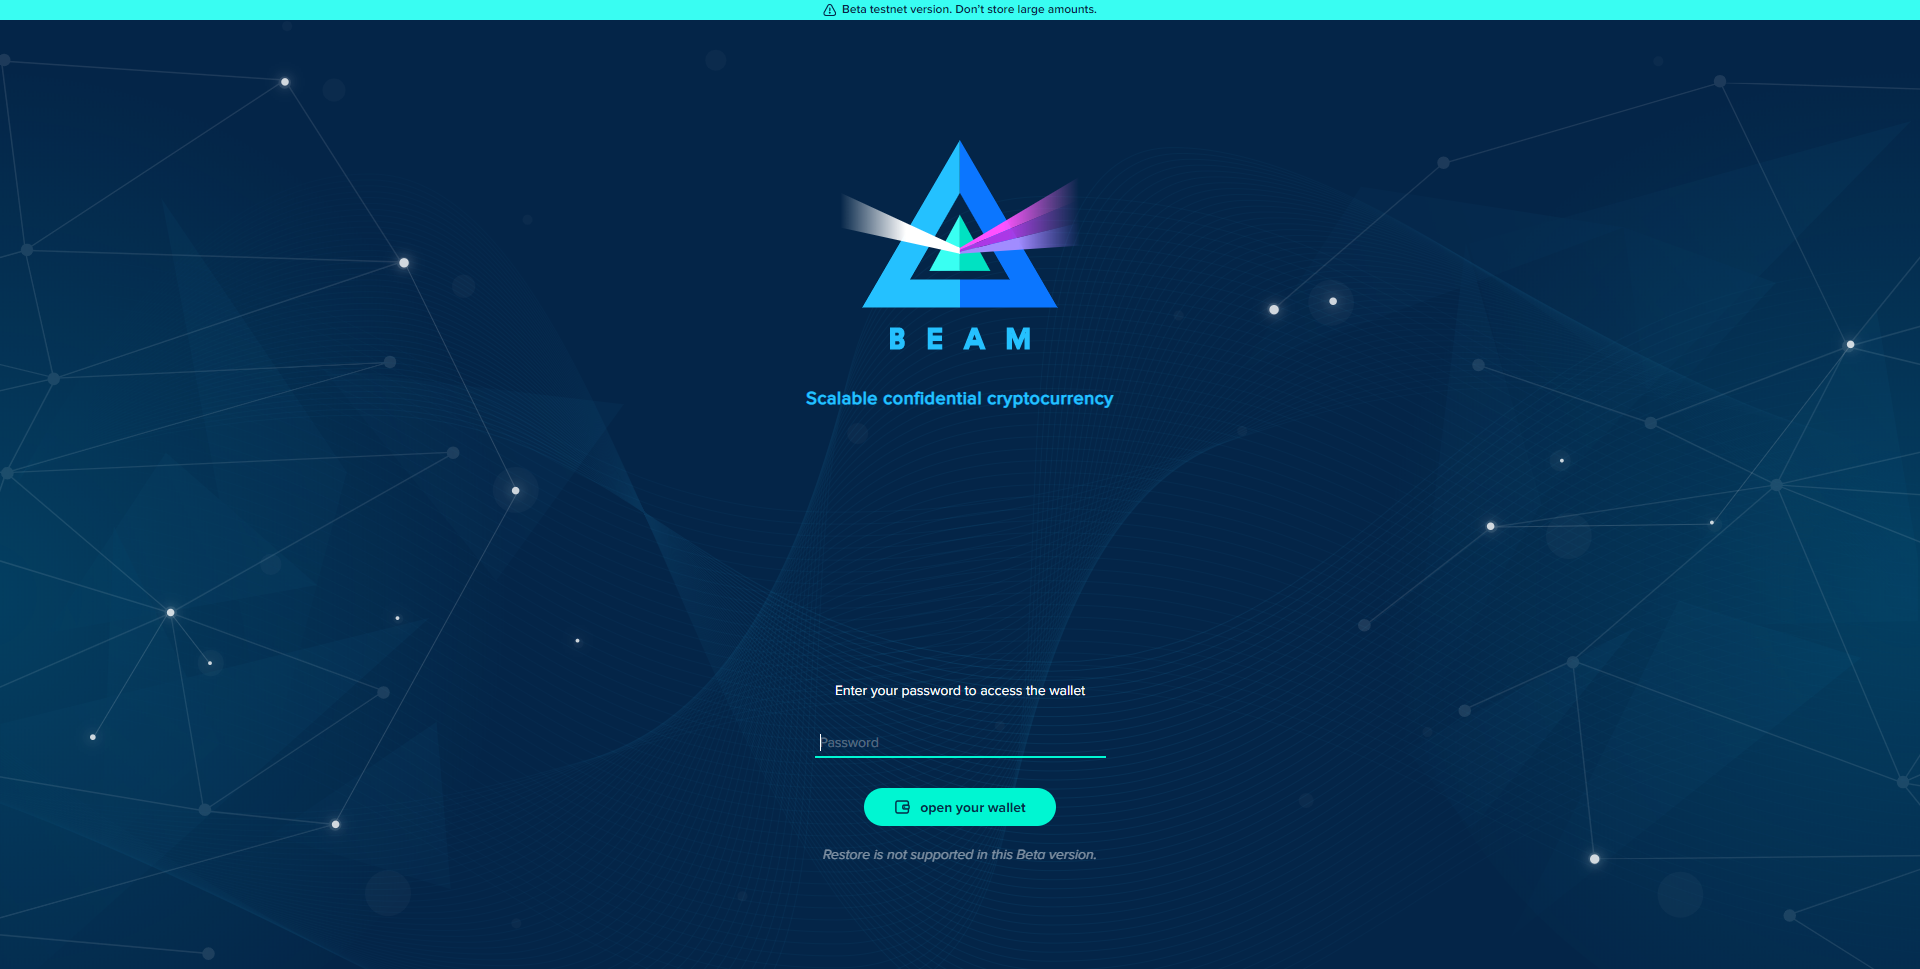 Beta testnet version. Don't store large amounts.
BEAM
Scalable confidential cryptocurrency
Enter your password to access the wallet
Password
open your wallet
Restore is not supported in this Beta version.